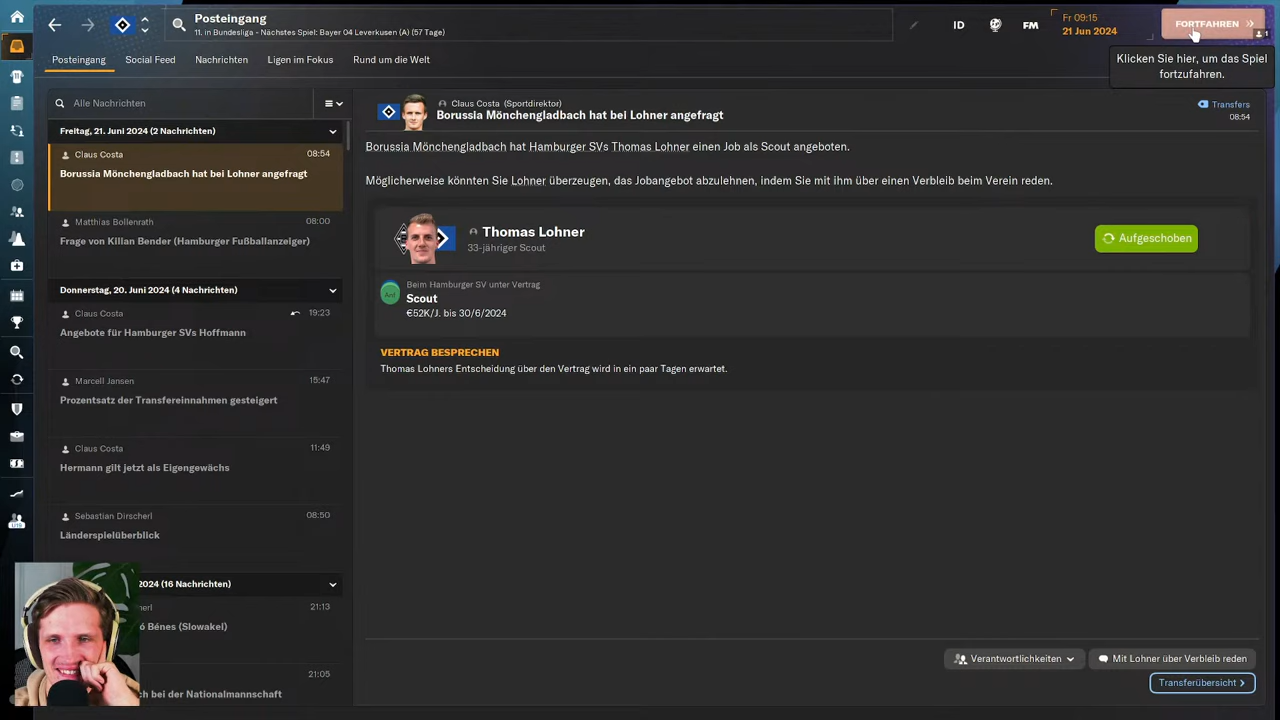 Posteingang
11. in Bundesliga - Nächstes Spiel: Bayer 04 Leverkusen (A) (57 Tage)
ID
FM
Fr 09:15
21 Jun 2024
FORTFAHREN
1
Klicken Sie hier, um das Spiel
fortzufahren.
Posteingang
Social Feed
Nachrichten
Ligen im Fokus
Rund um die Welt
Alle Nachrichten
Freitag, 21. Juni 2024 (2 Nachrichten)
Claus Costa
08:54
Borussia Mönchengladbach hat bei Lohner angefragt
Matthias Bollenrath
08:00
Frage von Kilian Bender (Hamburger Fußballanzeiger)
Donnerstag, 20. Juni 2024 (4 Nachrichten)
Claus Costa
19:23
Angebote für Hamburger SVs Hoffmann
Marcell Jansen
15:47
Prozentsatz der Transfereinnahmen gesteigert
Claus Costa
11:49
Hermann gilt jetzt als Eigengewächs
Sebastian Dirscherl
08:50
Länderspielüberblick
2024 (16 Nachrichten)
21:13
ó Bénes (Slowakei)
21:05
ch bei der Nationalmannschaft
U19
Claus Costa (Sportdirektor)
Borussia Mönchengladbach hat bei Lohner angefragt
Transfers
08:54
Borussia Mönchengladbach hat Hamburger SVs Thomas Lohner einen Job als Scout angeboten.
Möglicherweise könnten Sie Lohner überzeugen, das Jobangebot abzulehnen, indem Sie mit ihm über einen Verbleib beim Verein reden.
Thomas Lohner
33-jähriger Scout
Aufgeschoben
Beim Hamburger SV unter Vertrag
Scout
€52K/J. bis 30/6/2024
VERTRAG BESPRECHEN
Thomas Lohners Entscheidung über den Vertrag wird in ein paar Tagen erwartet.
Verantwortlichkeiten
Mit Lohner über Verbleib reden
Transferübersicht